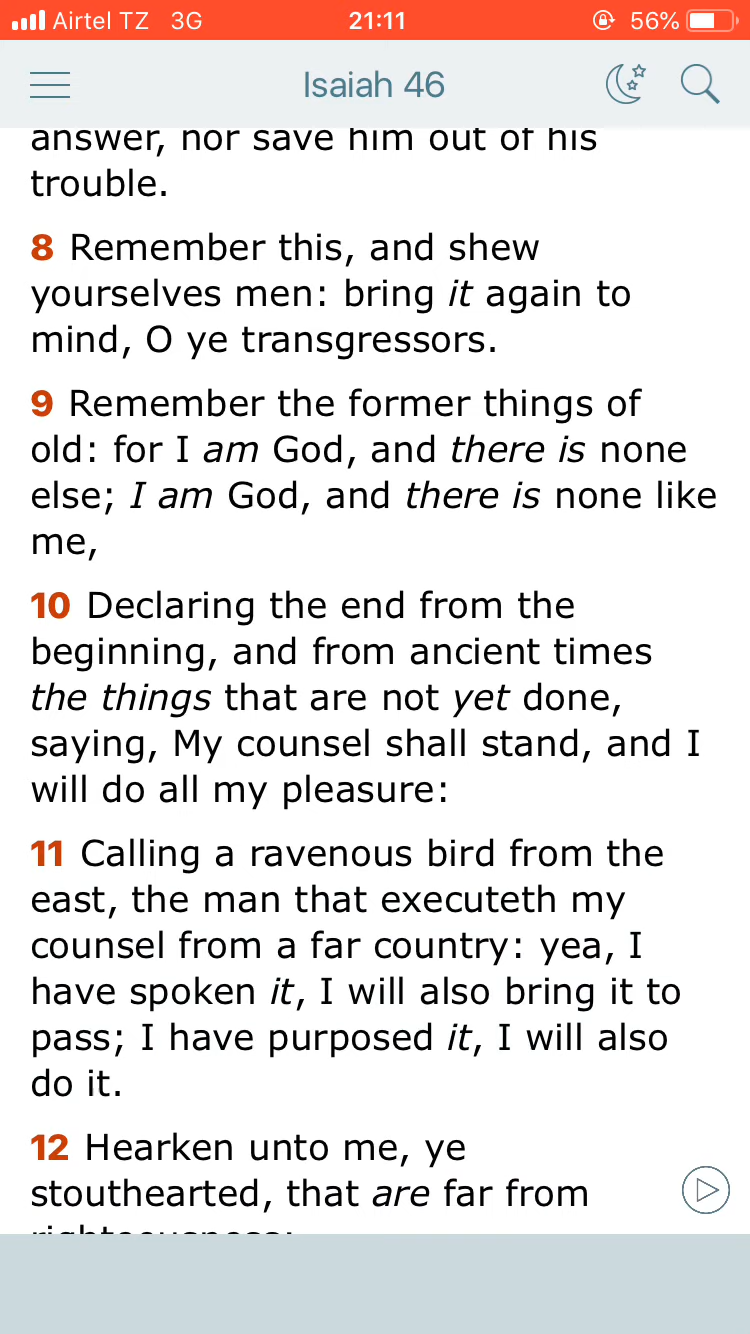 Airtel TZ 3G 21:11 56%
Isaiah 46
answer, nor save him out of his
trouble.
8 Remember this, and shew
yourselves men: bring it again to
mind, O ye transgressors.
9 Remember the former things of
old: for I am God, and there is none
else; I am God, and there is none like
me,
10 Declaring the end from the
beginning, and from ancient times
the things that are not yet done,
saying, My counsel shall stand, and I
will do all my pleasure:
11 Calling a ravenous bird from the
east, the man that executeth my
counsel from a far country: yea, I
have spoken it, I will also bring it to
pass; I have purposed it, I will also
do it.
12 Hearken unto me, ye
stouthearted, that are far from